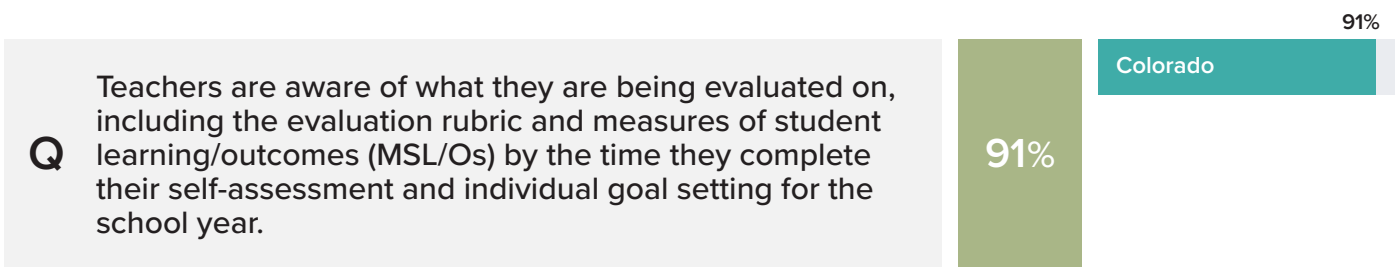 91%
Teachers are aware of what they are being evaluated on,
including the evaluation rubric and measures of student
Q learning/outcomes (MSL/Os) by the time they complete
their self-assessment and individual goal setting for the
school year.
91%
Colorado